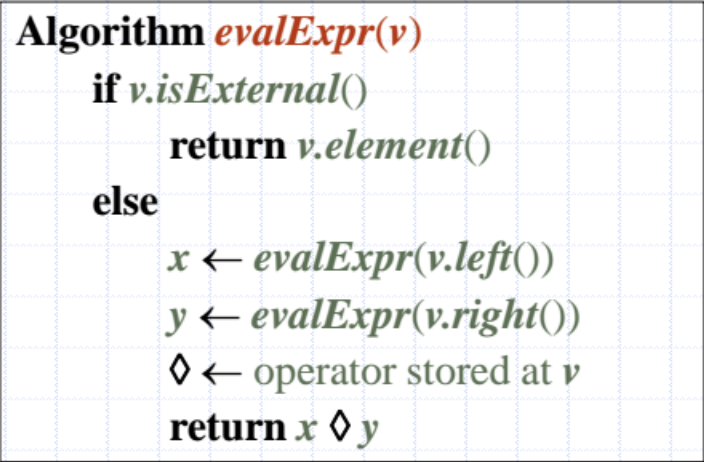 Algorithm evalExpr(v)
if v.isExternal()
return v.element()
else
x ← evalExpr(v.left())
y ← evalExpr(v.right())
◊ ← operator stored at v
return x ◊ y